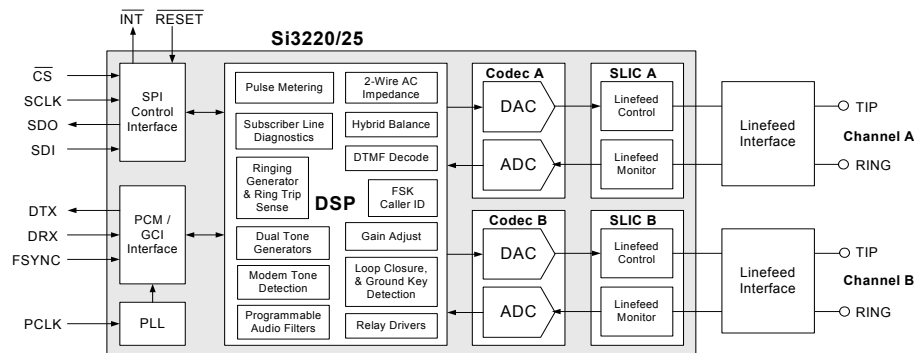 INT
RESET
Si3220/25
CS
SCLK
SDO
SDI
SPI
Control
Interface
DTX
DRX
FSYNC
PCM /
GCI
Interface
PCLK
PLL
Pulse Metering
2-Wire AC
Impedance
Subscriber Line
Diagnostics
Hybrid Balance
DTMF Decode
Ringing
Generator
& Ring Trip
Sense
DSP
FSK
Caller ID
Dual Tone
Generators
Gain Adjust
Modem Tone
Detection
Loop Closure,
& Ground Key
Detection
Programmable
Audio Filters
Relay Drivers
Codec A
DAC
ADC
SLIC A
Linefeed
Control
Linefeed
Monitor
Linefeed
Interface
TIP
Channel A
RING
Codec B
DAC
ADC
SLIC B
Linefeed
Control
Linefeed
Monitor
Linefeed
Interface
TIP
Channel B
RING